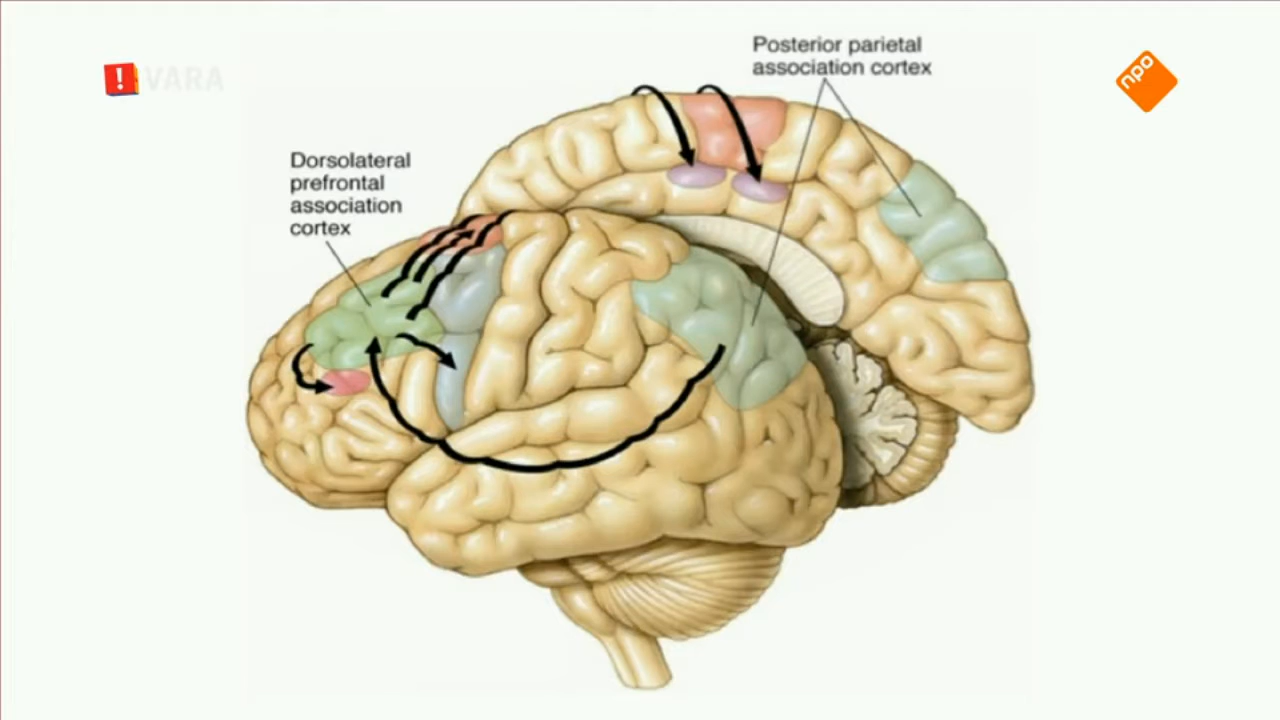 Posterior parietal
association cortex
! VARA
npo
Dorsolateral
prefrontal
association
cortex